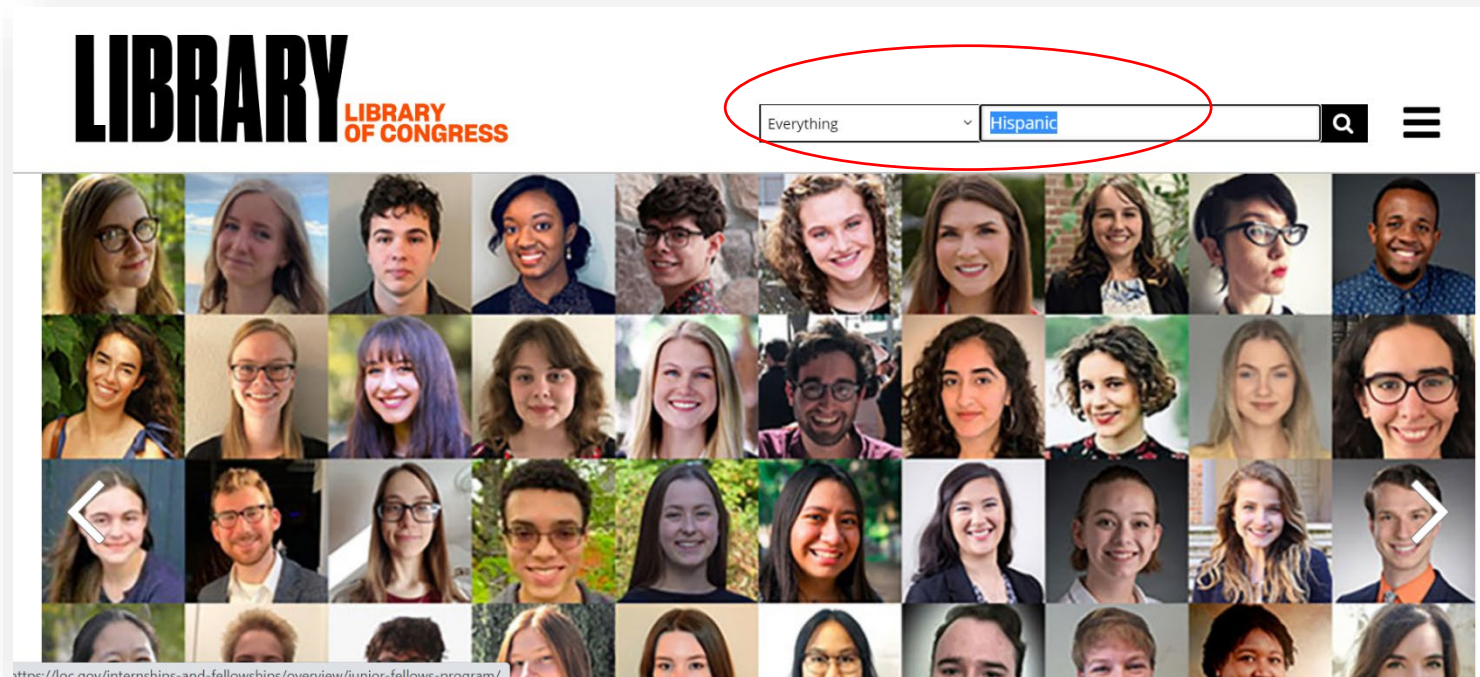 LIBRARY
LIBRARY
OF CONGRESS
Everything
Hispanic
https://loc.gov/internships-and-fellowships/overview/junior-fellows-program/